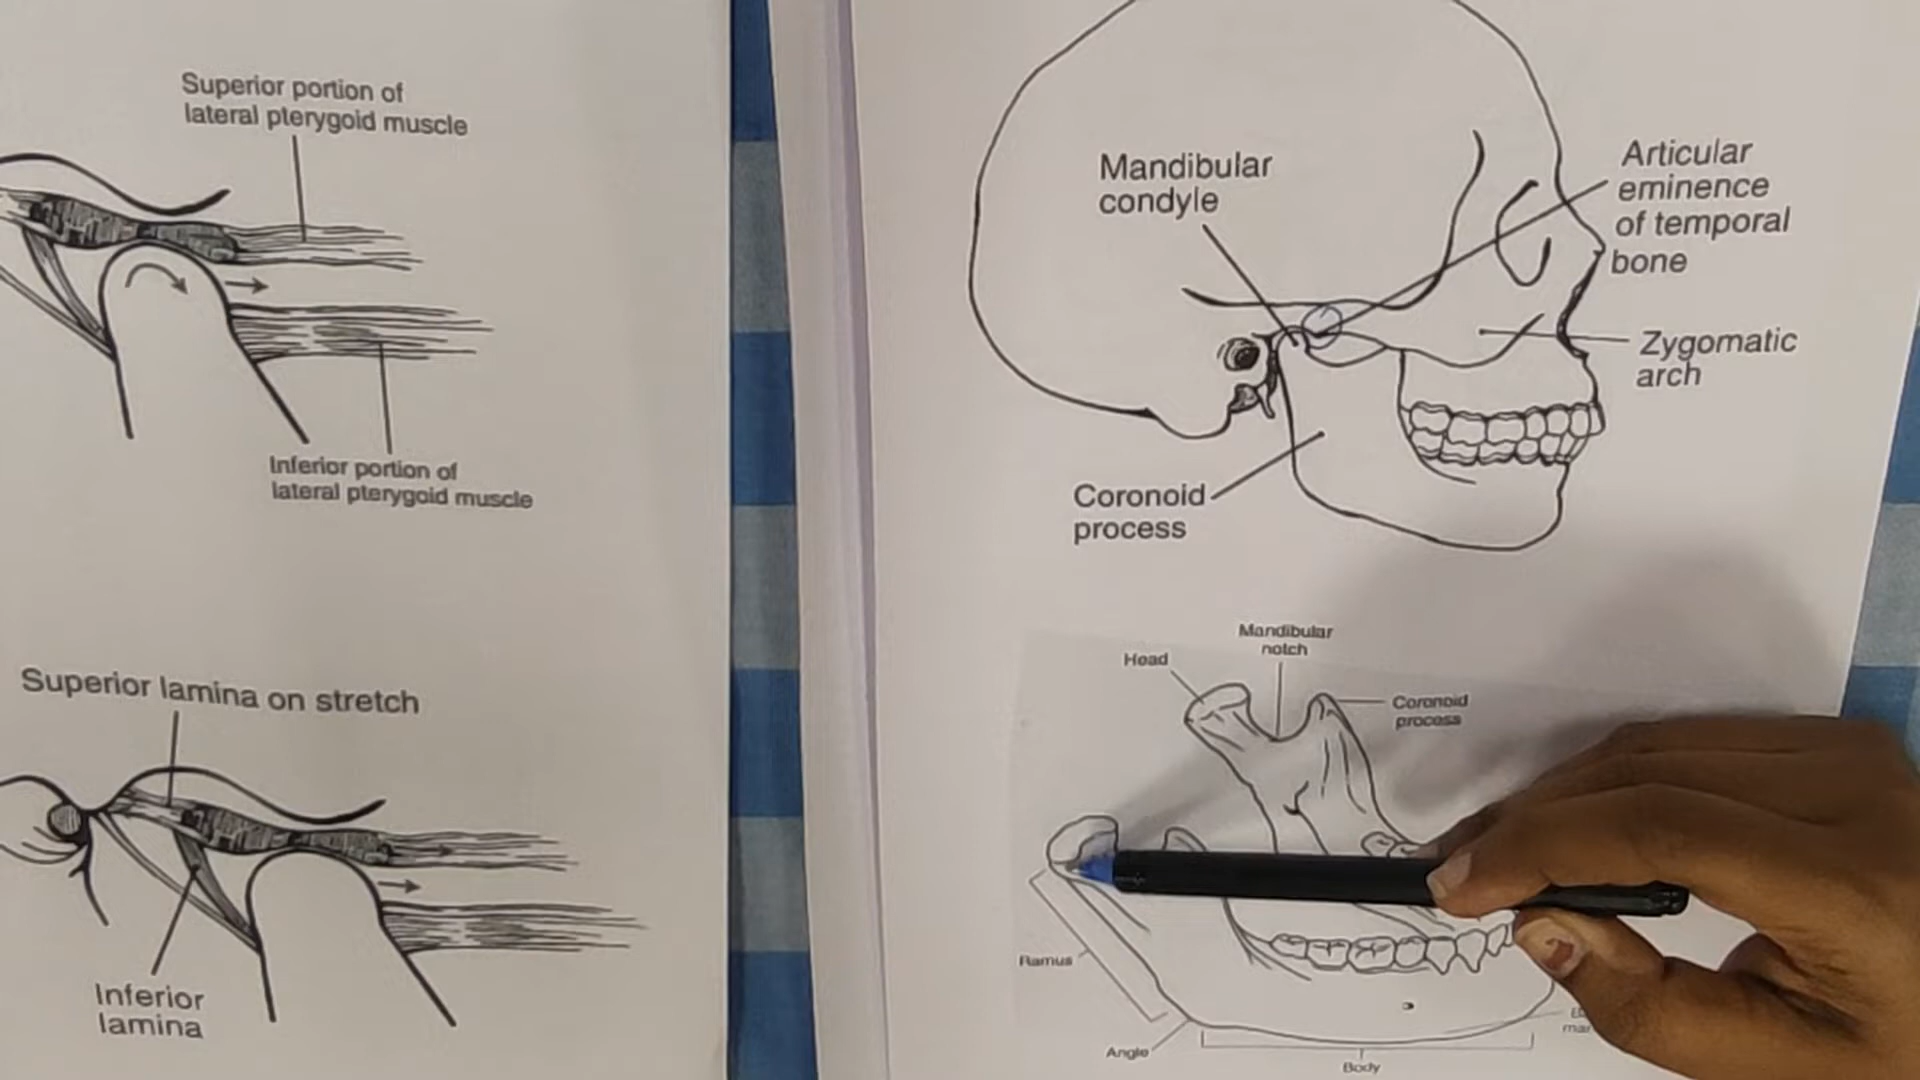 Superior portion of
lateral pterygoid muscle
Inferior portion of
lateral pterygoid muscle
Superior lamina on stretch
Inferior
lamina
Mandibular
condyle
Articular
eminence
of temporal
bone
Zygomatic
arch
Coronoid
process
Mandibular
notch
Head
Coronoid
process
Ramus
Angle
Body